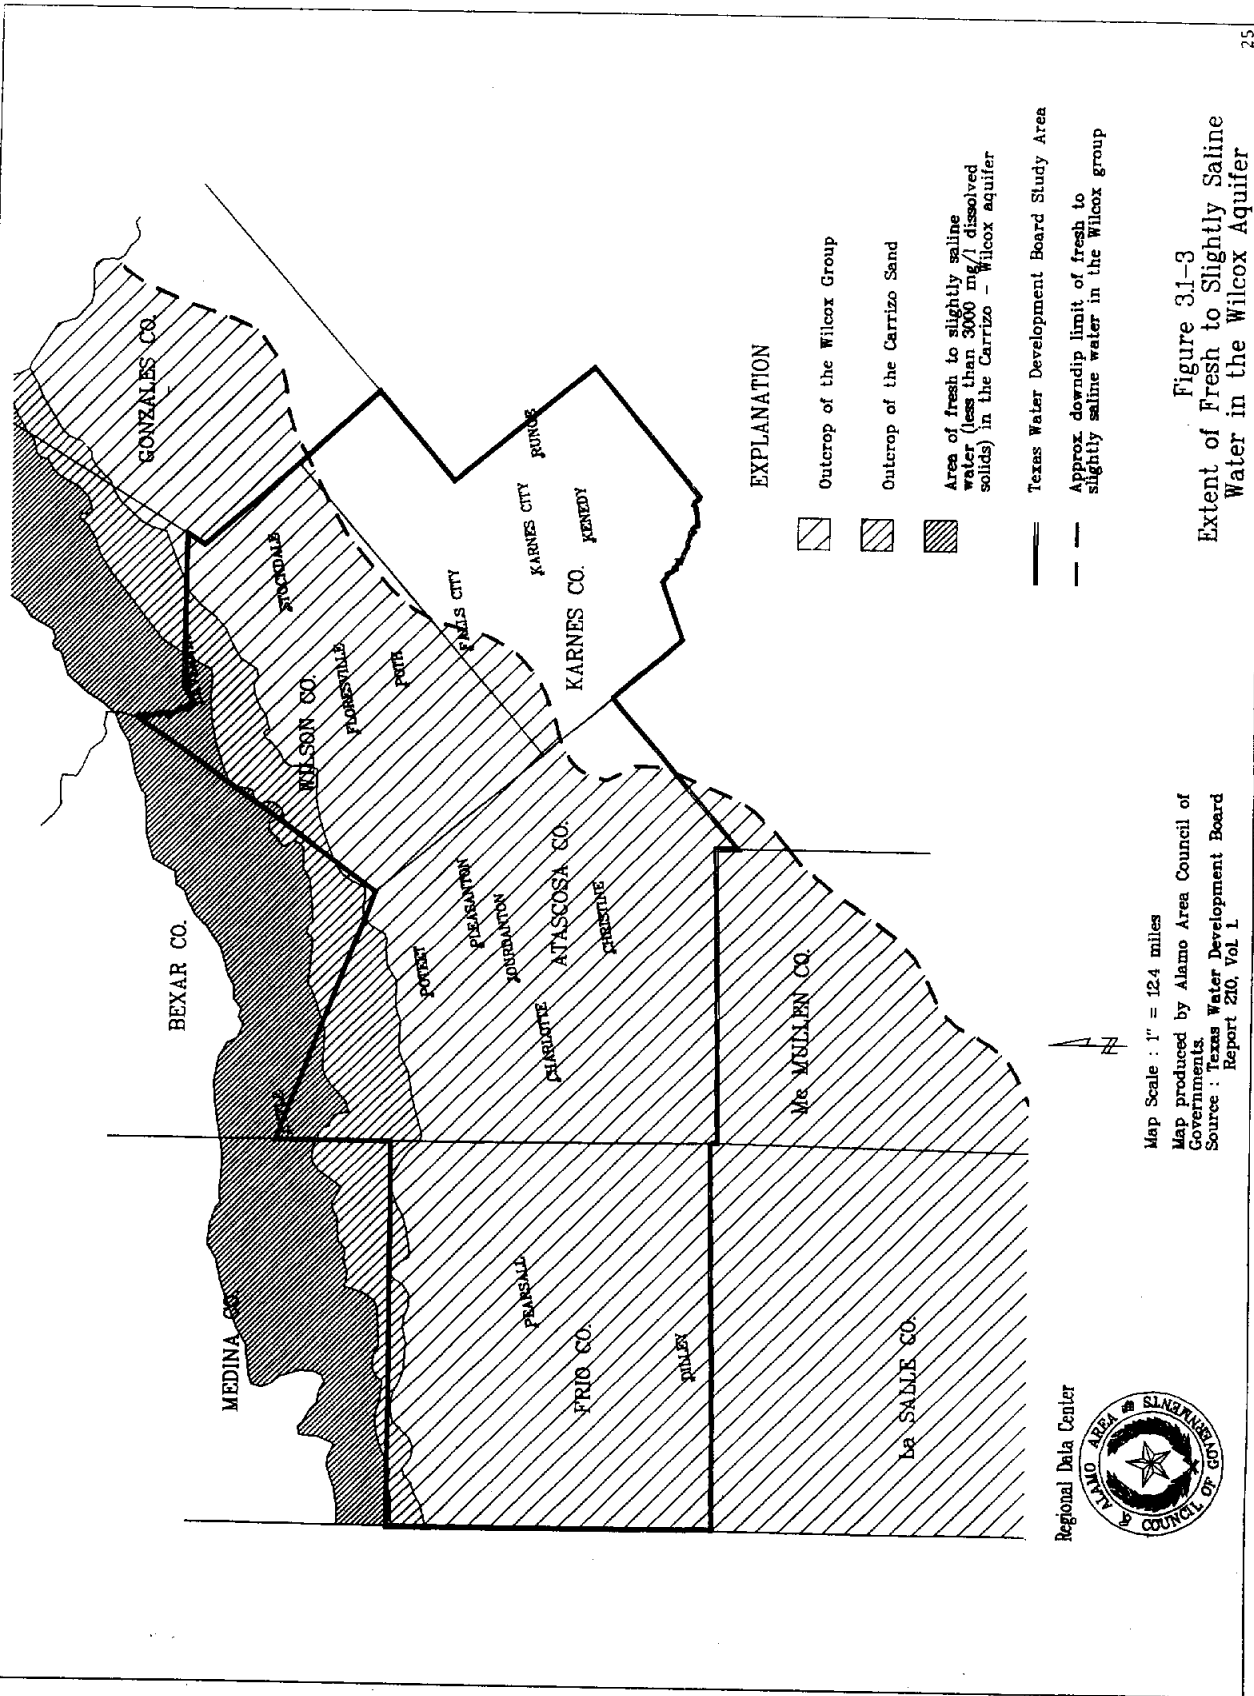 25
GONZALES CO.
STOCKDALE
WILSON CO.
FLORESVILLE
POTH
FALLS CITY
KARNES CITY
RUNGE
KENEDY
KARNES CO.
BEXAR CO.
POTEET
PLEASANTON
JOURDANTON
ATASCOSA CO.
CHRISTINE
CHARLOTTE
Mc MULLEN CO.
MEDINA CO.
PEARSALL
FRIO CO.
DILLEY
La SALLE CO.
EXPLANATION
Outcrop of the Wilcox Group
Outcrop of the Carrizo Sand
Area of fresh to slightly saline
water (less than 3000 mg/l dissolved
solids) in the Carrizo - Wilcox aquifer
Texas Water Development Board Study Area
Approx. downdip limit of fresh to
slightly saline water in the Wilcox group
N
Map Scale : 1" = 12.4 miles
Map produced by Alamo Area Council of
Governments.
Source : Texas Water Development Board
Report 210, Vol. 1.
Regional Data Center
ALAMO AREA
COUNCIL OF GOVERNMENTS
Figure 3.1-3
Extent of Fresh to Slightly Saline
Water in the Wilcox Aquifer